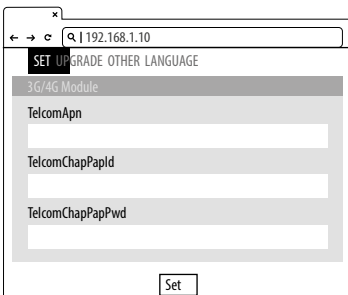 192.168.1.10
SET UPGRADE OTHER LANGUAGE
3G/4G Module
TelcomApn
TelcomChapPapId
TelcomChapPapPwd
Set